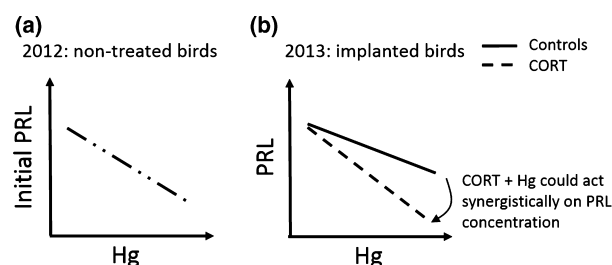 (a)
2012: non-treated birds
Initial PRL
Hg
(b)
2013: implanted birds
Controls
CORT
PRL
Hg
CORT + Hg could act
synergistically on PRL
concentration